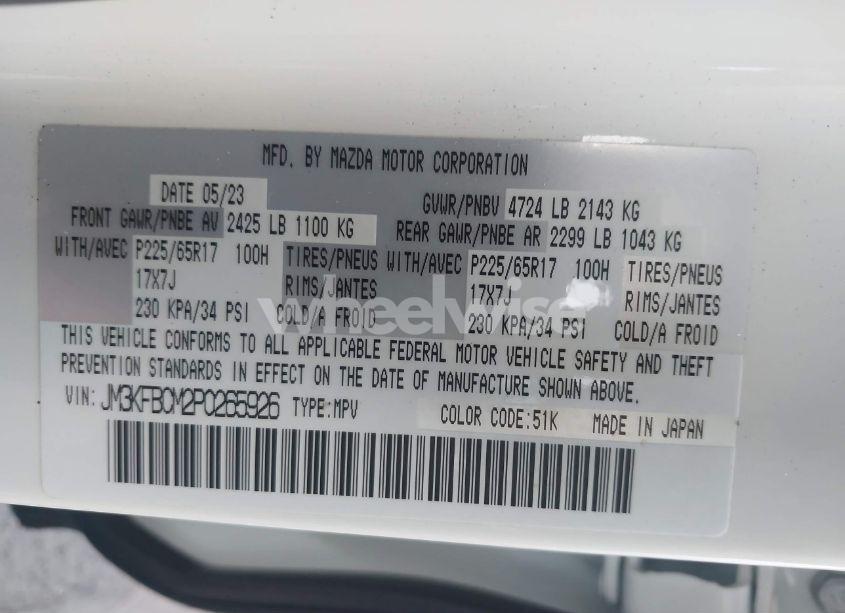 MFD. BY MAZDA MOTOR CORPORATION
DATE 05/23 GVWR/PNBV 4724 LB 2143 KG
FRONT GAWR/PNBE AV 2425 LB 1100 KG REAR GAWR/PNBE AR 2299 LB 1043 KG
WITH/AVEC P225/65R17 100H TIRES/PNEUS WITH/AVEC P225/65R17 100H TIRES/PNEUS
17X7J RIMS/JANTES 17X7J RIMS/JANTES
230 KPA/34 PSI COLD/A FROID 230 KPA/34 PSI COLD/A FROID
wheelwise
THIS VEHICLE CONFORMS TO ALL APPLICABLE FEDERAL MOTOR VEHICLE SAFETY AND THEFT
PREVENTION STANDARDS IN EFFECT ON THE DATE OF MANUFACTURE SHOWN ABOVE.
VIN: JM3KFBCM2P0265926 TYPE:MPV COLOR CODE:51K MADE IN JAPAN